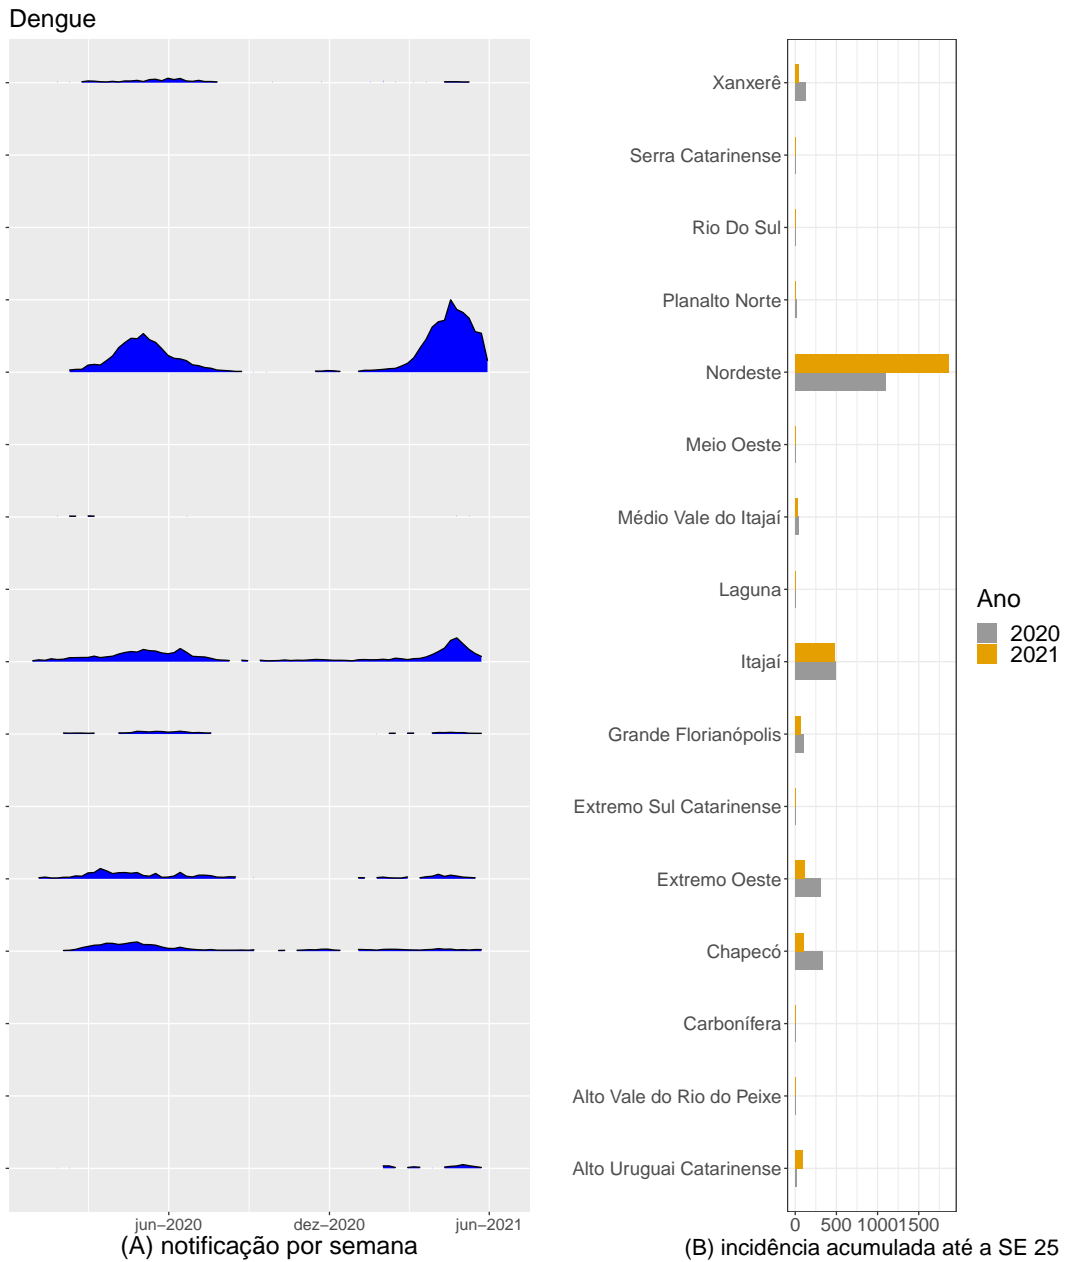 Dengue
Xanxerê
Serra Catarinense
Rio Do Sul
Planalto Norte
Nordeste
Meio Oeste
Médio Vale do Itajaí
Laguna
Itajaí
Grande Florianópolis
Extremo Sul Catarinense
Extremo Oeste
Chapecó
Carbonífera
Alto Vale do Rio do Peixe
Alto Uruguai Catarinense
Ano
2020
2021
jun–2020 dez–2020 jun–2021
0 500 1000 1500
(A) notificação por semana
(B) incidência acumulada até a SE 25